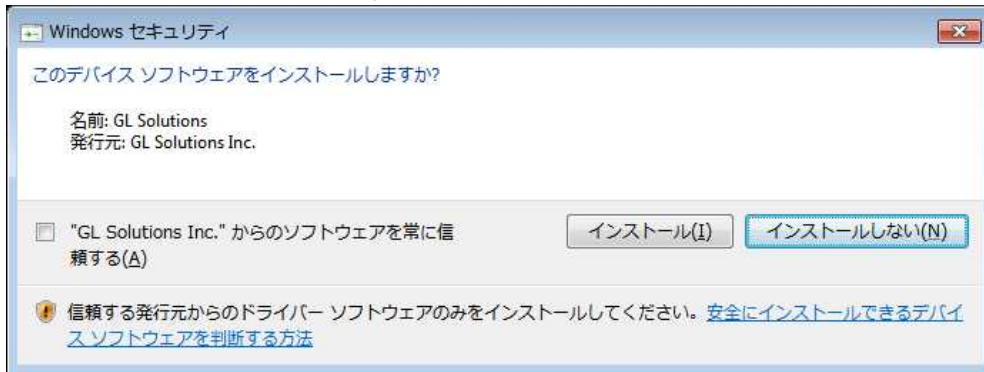 Windows セキュリティ
このデバイス ソフトウェアをインストールしますか?
名前: GL Solutions
発行元: GL Solutions Inc.
"GL Solutions Inc." からのソフトウェアを常に信
頼する(A)
インストール(I)
インストールしない(N)
信頼する発行元からのドライバー ソフトウェアのみをインストールしてください。安全にインストールできるデバイ
ス ソフトウェアを判断する方法